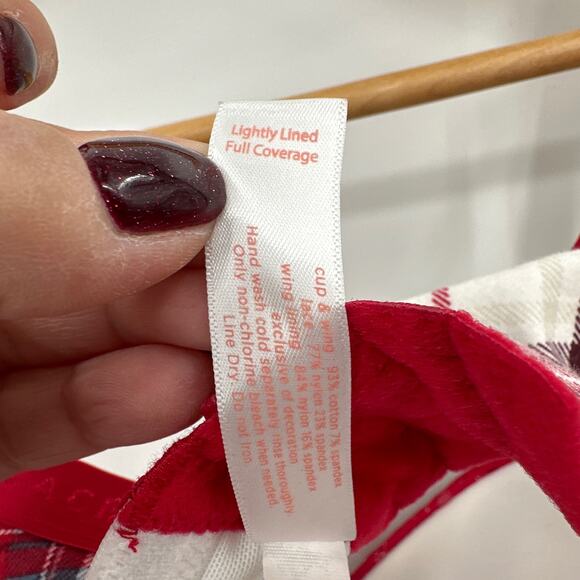 Lightly Lined
Full Coverage
cup & wing: 93% cotton 7% spandex
lace: 77% nylon 23% spandex
wing lining: 84% nylon 16% spandex
exclusive of decoration
Hand wash cold separately rinse thoroughly
Only non-chlorine bleach when needed.
Line Dry. Do not Iron